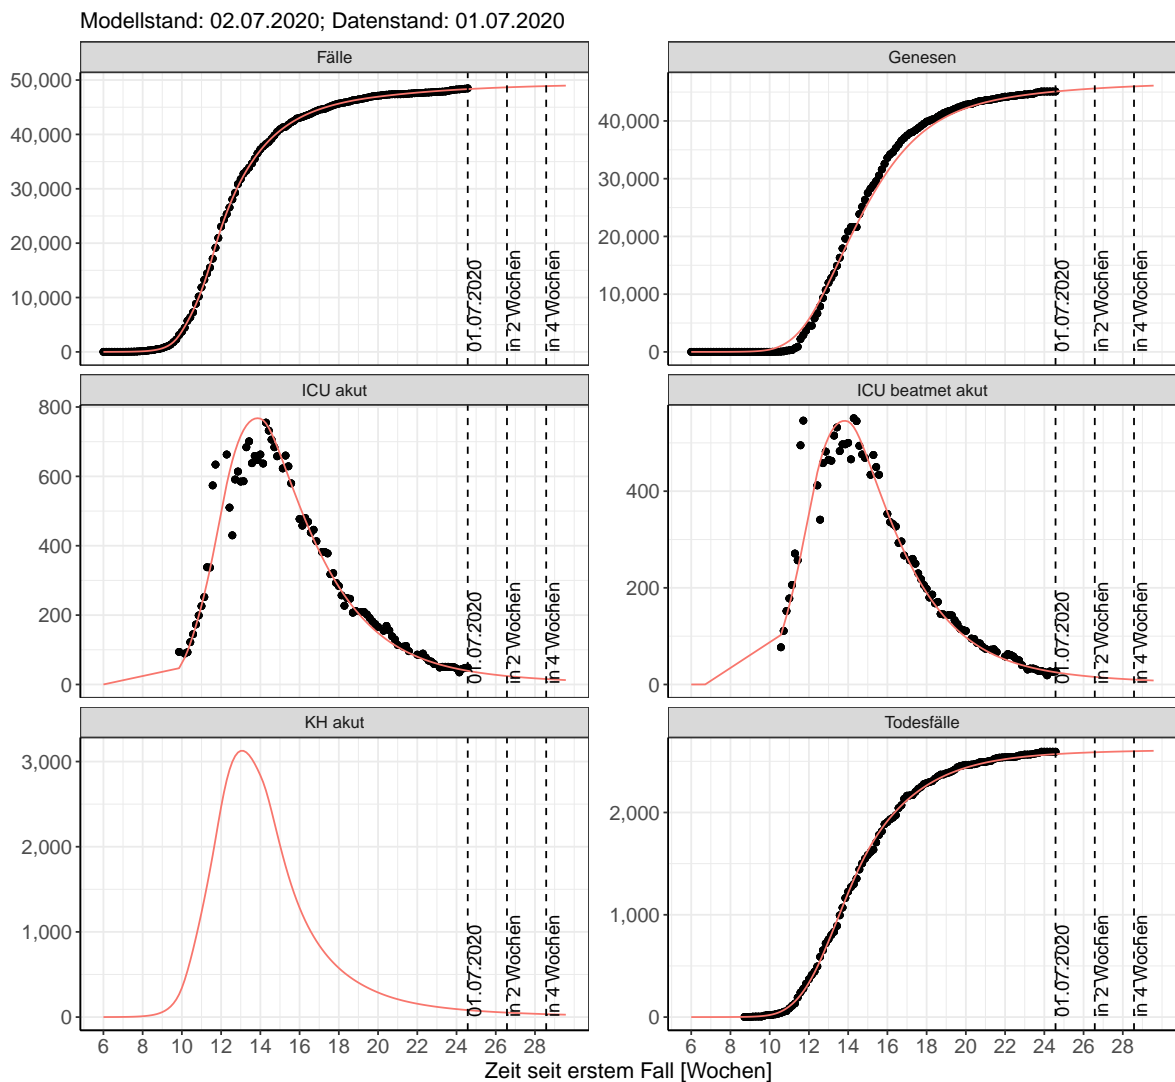 Modellstand: 02.07.2020; Datenstand: 01.07.2020
Fälle
Genesen
50,000
40,000
30,000
20,000
10,000
0
01.07.2020
in 2 Wochen
in 4 Wochen
40,000
30,000
20,000
10,000
0
01.07.2020
in 2 Wochen
in 4 Wochen
ICU akut
ICU beatmet akut
800
600
400
200
0
01.07.2020
in 2 Wochen
in 4 Wochen
400
200
0
01.07.2020
in 2 Wochen
in 4 Wochen
KH akut
Todesfälle
3,000
2,000
1,000
0
01.07.2020
in 2 Wochen
in 4 Wochen
2,000
1,000
0
01.07.2020
in 2 Wochen
in 4 Wochen
6 8 10 12 14 16 18 20 22 24 26 28
6 8 10 12 14 16 18 20 22 24 26 28
Zeit seit erstem Fall [Wochen]